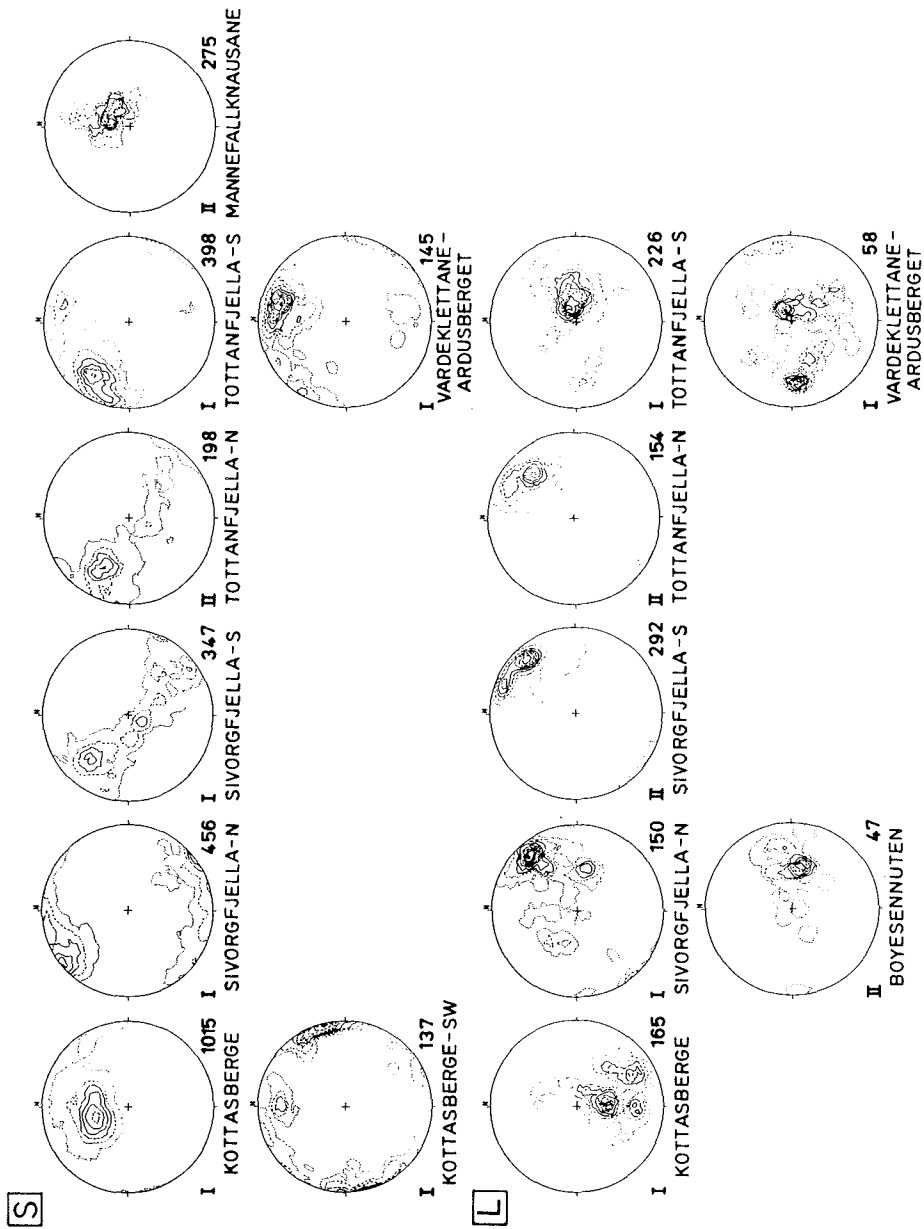 S
I 1015
KOTTASBERGE
I 456
SIVORGFJELLA-N
I 347
SIVORGFJELLA-S
II 198
TOTTANFJELLA-N
I 398
TOTTANFJELLA-S
II 275
MANNEFALLKNAUSANE
I 137
KOTTASBERGE-SW
I 145
VARDEKLETTANE-
ARDUSBERGET
L
I 165
KOTTASBERGE
I 150
SIVORGFJELLA-N
II 292
SIVORGFJELLA-S
II 154
TOTTANFJELLA-N
I 226
TOTTANFJELLA-S
II 47
BOYESENNUTEN
I 58
VARDEKLETTANE-
ARDUSBERGET